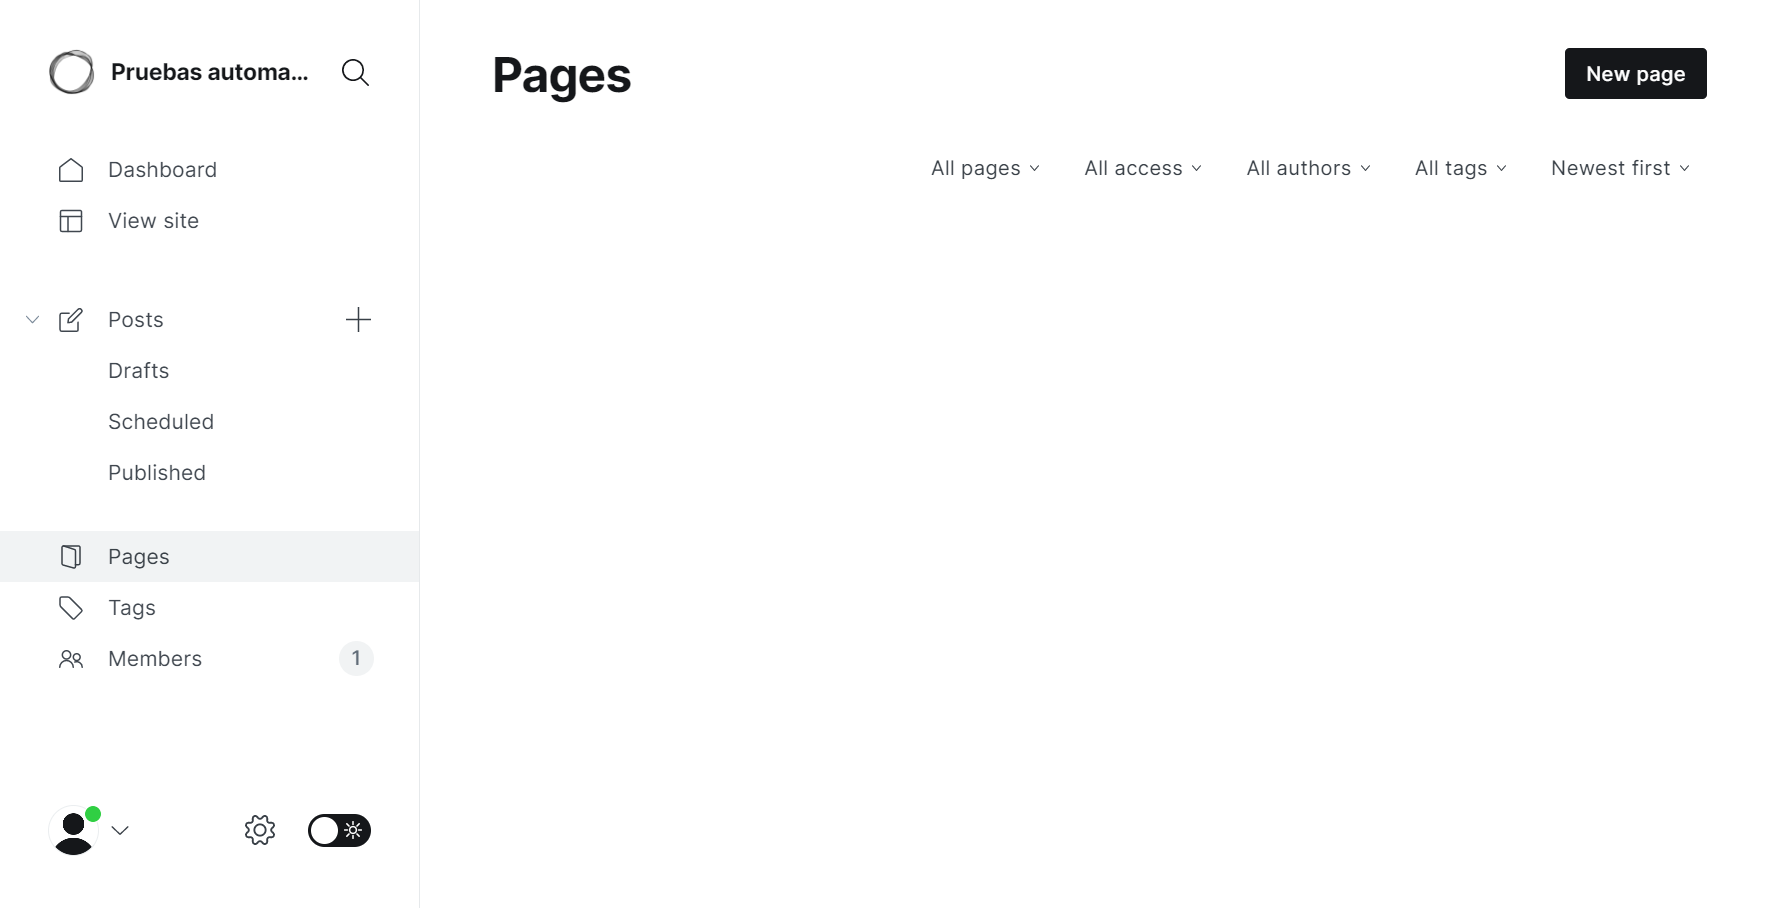 Pruebas automa...
Dashboard
View site
Posts
Drafts
Scheduled
Published
Pages
Tags
Members
1
Pages
New page
All pages
All access
All authors
All tags
Newest first